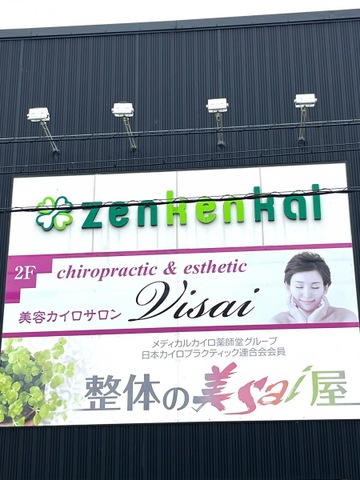 zenkenkai
2F
chiropractic & esthetic
美容カイロサロン Visai
メディカルカイロ薬師堂グループ
日本カイロプラクティック連合会会員
整体の美Sai屋